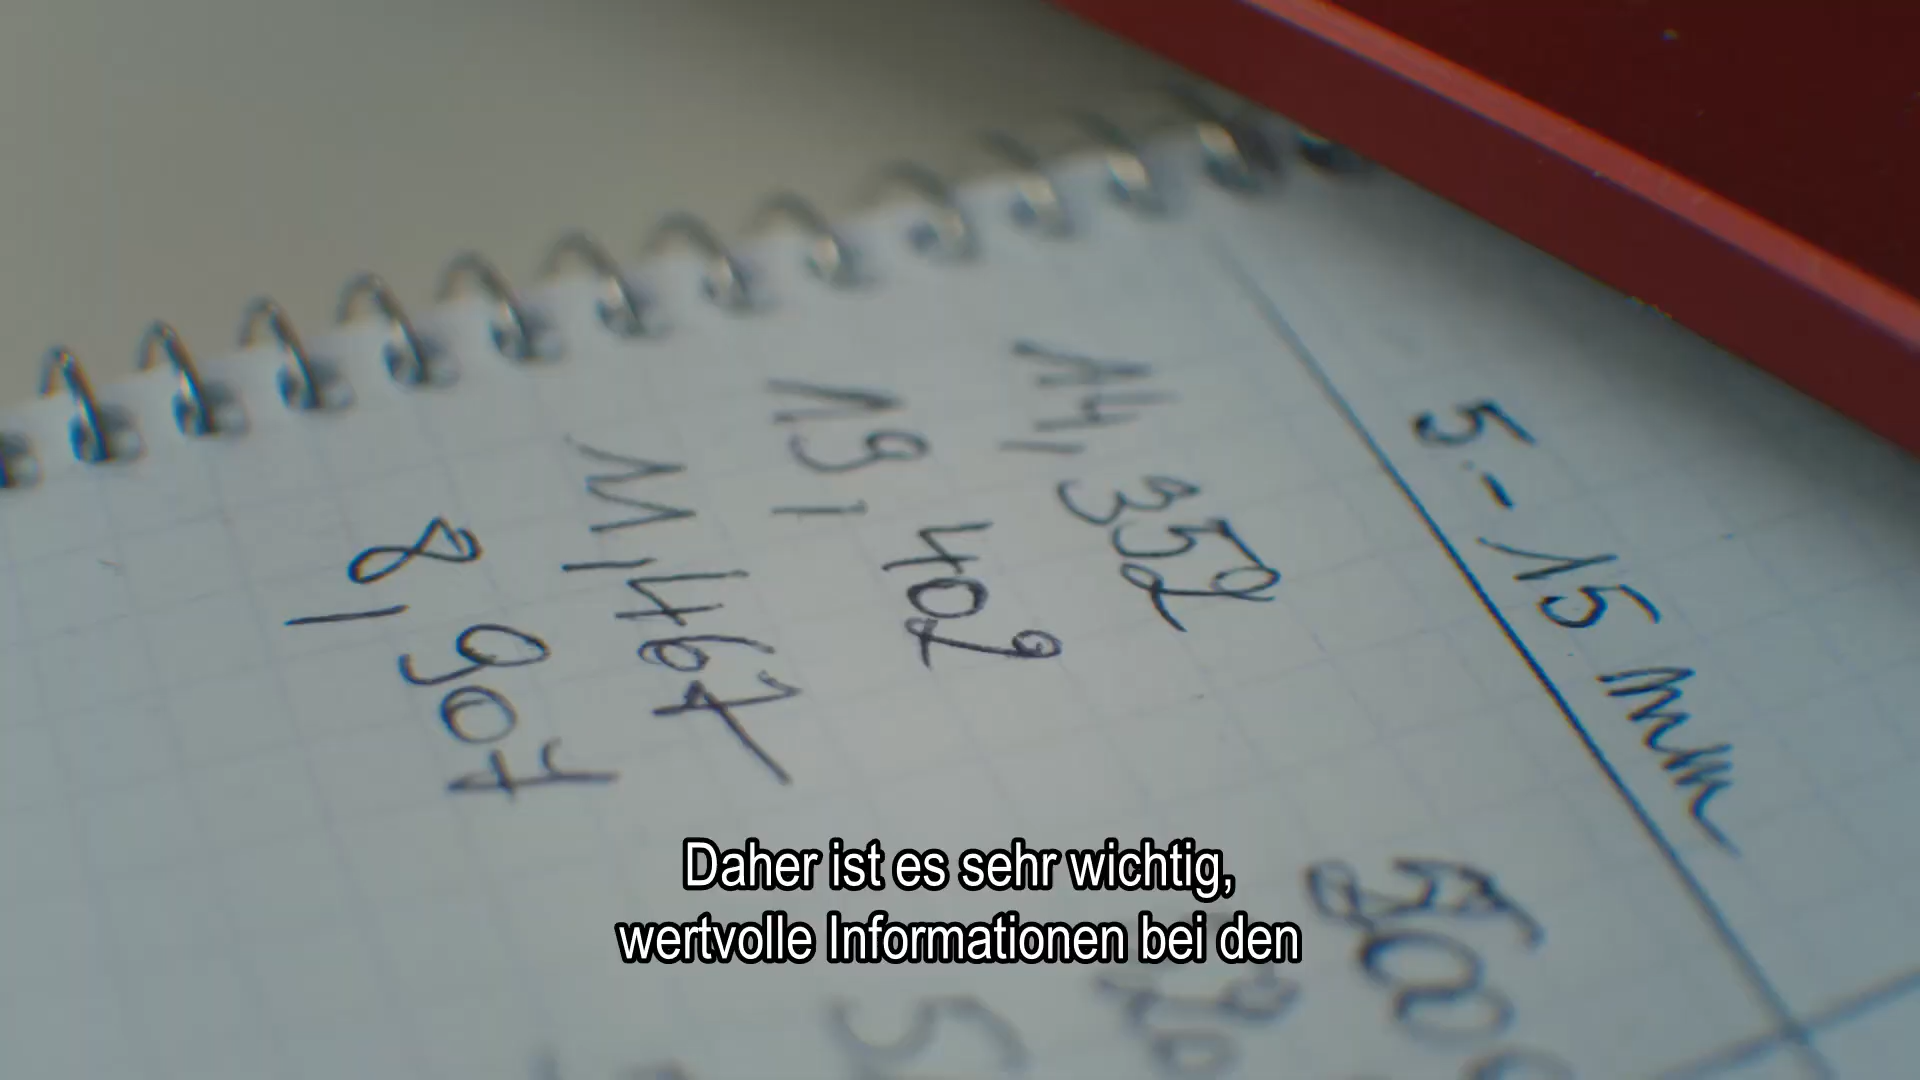 5-15 mm
14,352
19,402
11,467
8,907
Daher ist es sehr wichtig,
wertvolle Informationen bei den